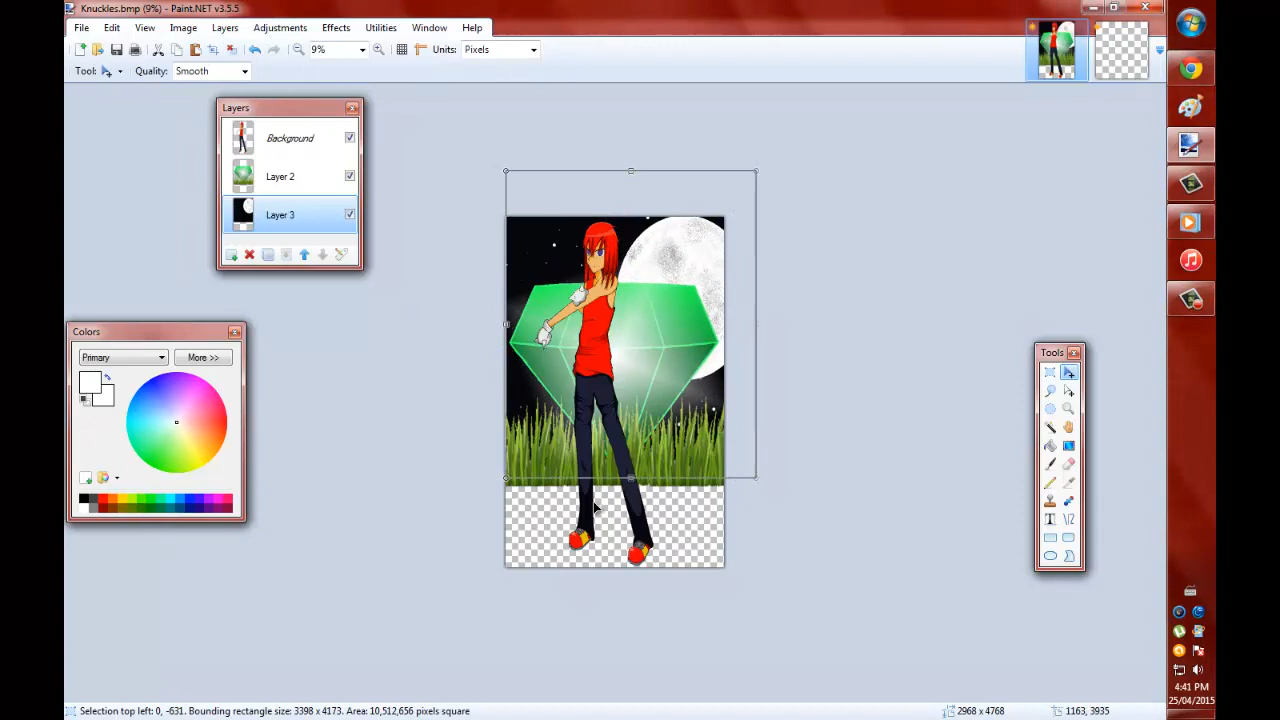 Knuckles.bmp (9%) - Paint.NET v3.5.5
File Edit View Image Layers Adjustments Effects Utilities Window Help
9% Units: Pixels
Tool: Quality: Smooth
Layers
Background
Layer 2
Layer 3
Colors
Primary More >>
Tools
4:41 PM
25/04/2015
Selection top left: 0, -631. Bounding rectangle size: 3398 x 4173. Area: 10,512,656 pixels square 2968 x 4768 1163, 3935